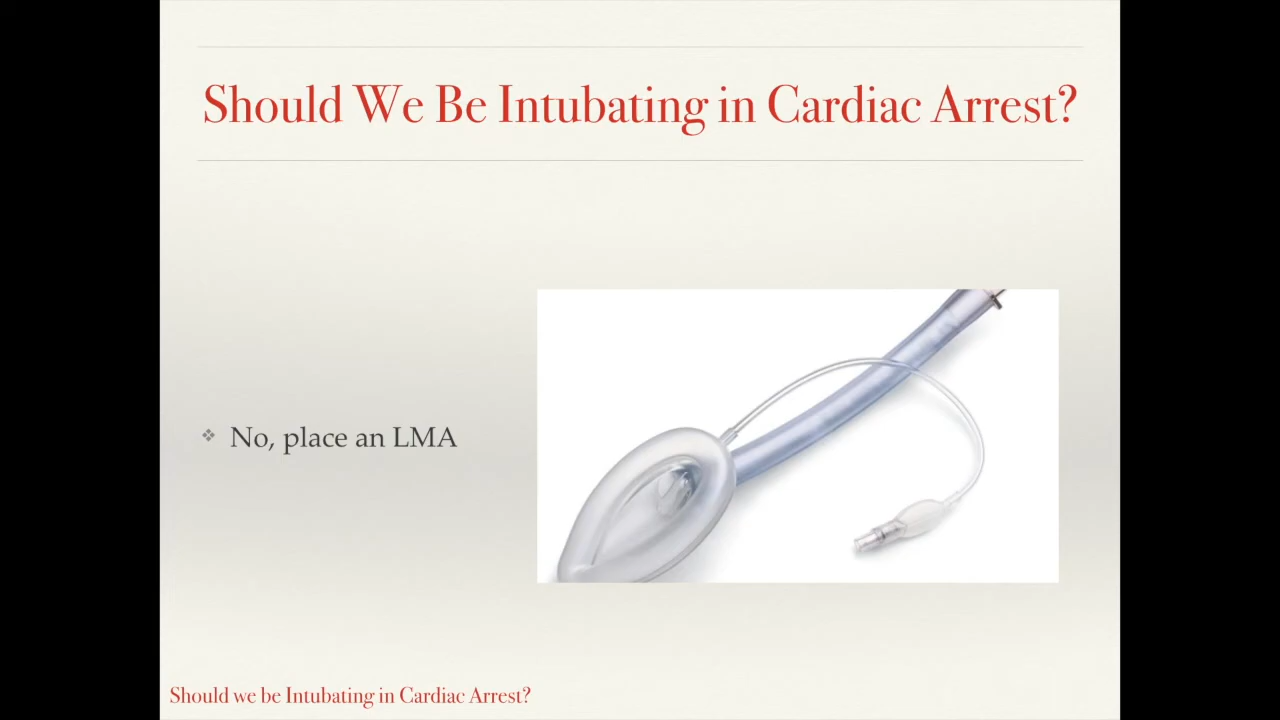 Should We Be Intubating in Cardiac Arrest?
No, place an LMA
Should we be Intubating in Cardiac Arrest?